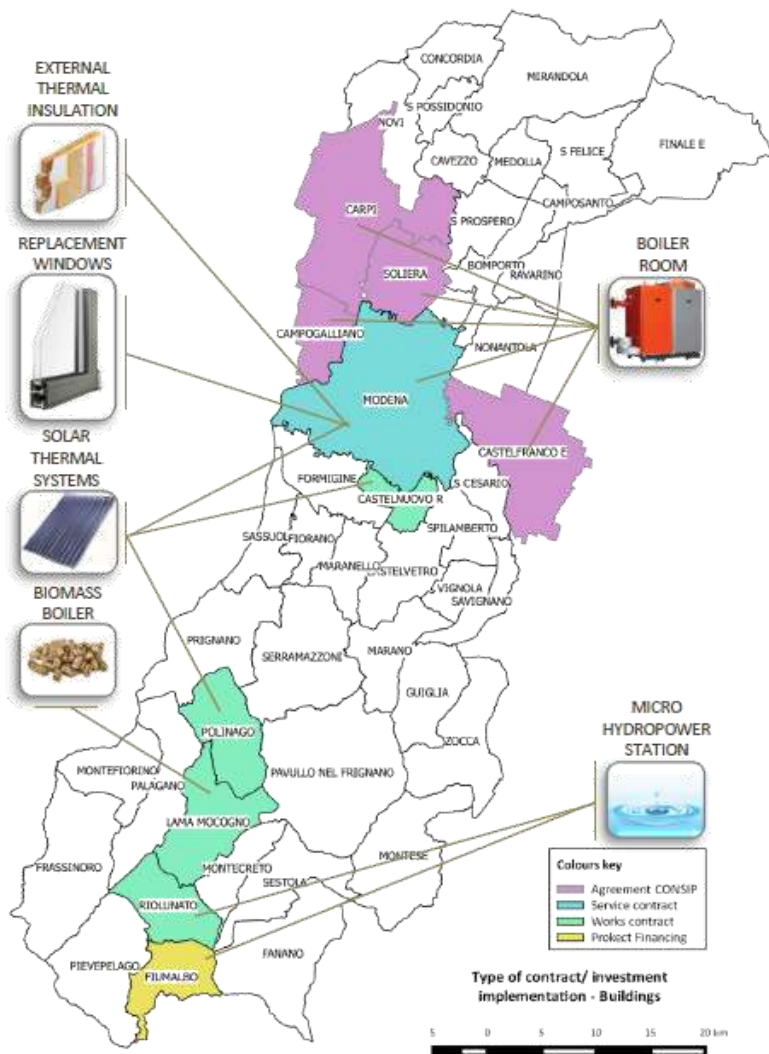 EXTERNAL
THERMAL
INSULATION
REPLACEMENT
WINDOWS
SOLAR
THERMAL
SYSTEMS
BIOMASS
BOILER
BOILER
ROOM
MICRO
HYDROPOWER
STATION
CONCORDIA
MIRANDOLA
S POSSIDONIO
NOVI
S FELICE
FINALE E
CAVEZZO
MEDOLLA
CAMPOSANTO
CARPI
S PROSPERO
BOMPORTO
RAVARINO
SOLIERA
CAMPOGALLIANO
NONANTOLA
MODENA
CASTELFRANCO E
FORMIGINE
S CESARIO
CASTELNUOVO R
SPILAMBERTO
SASSUOL
FIORANO
MARANELLO
STELVETRO
VIGNOLA
SAVIGNANO
PRIGNANO
SERRAMAZZONI
MARANO
GUIGLIA
POLINAGO
ZOCCA
MONTEFIORINO
PALAGANO
PAVULLO NEL FRIGNANO
LAMA MOCOGNO
FRASSINORO
MONTECRETO
MONTESE
SESTOLA
RIOLUNATO
PIEVEPELAGO
FIUMALBO
FANANO
Colours key
Agreement CONSIP
Service contract
Works contract
Prokect Financing
Type of contract/ investment
implementation - Buildings
5 0 5 10 15 20 km